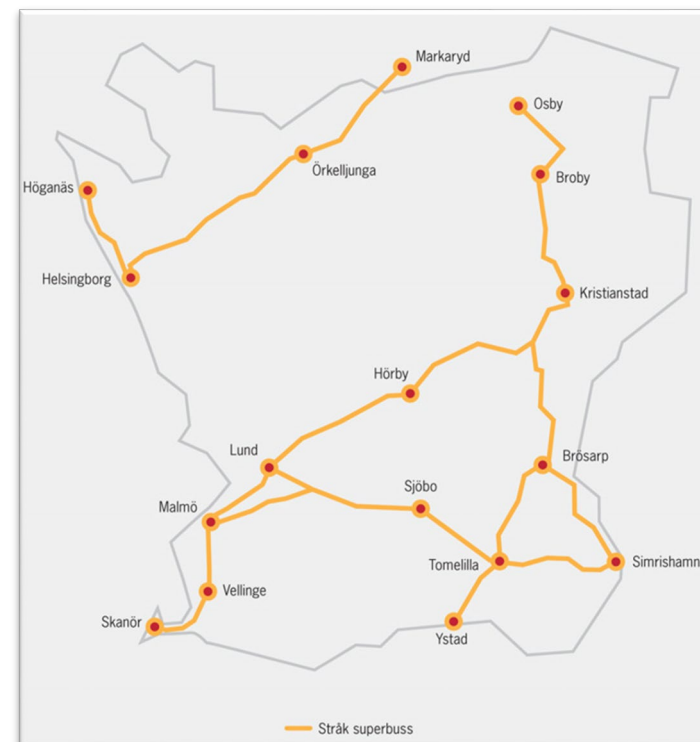 Markaryd
Osby
Örkelljunga
Broby
Höganäs
Helsingborg
Kristianstad
Hörby
Lund
Brösarp
Sjöbo
Malmö
Tomelilla
Simrishamn
Vellinge
Skanör
Ystad
Stråk superbuss